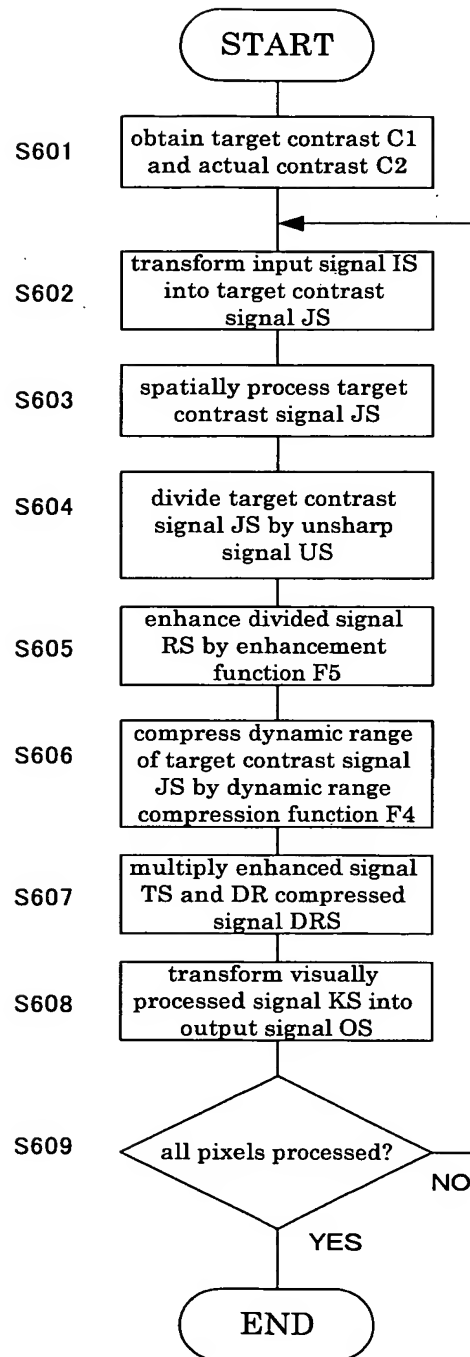 START
S601
obtain target contrast C1
and actual contrast C2
S602
transform input signal IS
into target contrast
signal JS
S603
spatially process target
contrast signal JS
S604
divide target contrast
signal JS by unsharp
signal US
S605
enhance divided signal
RS by enhancement
function F5
S606
compress dynamic range
of target contrast signal
JS by dynamic range
compression function F4
S607
multiply enhanced signal
TS and DR compressed
signal DRS
S608
transform visually
processed signal KS into
output signal OS
S609
all pixels processed?
NO
YES
END